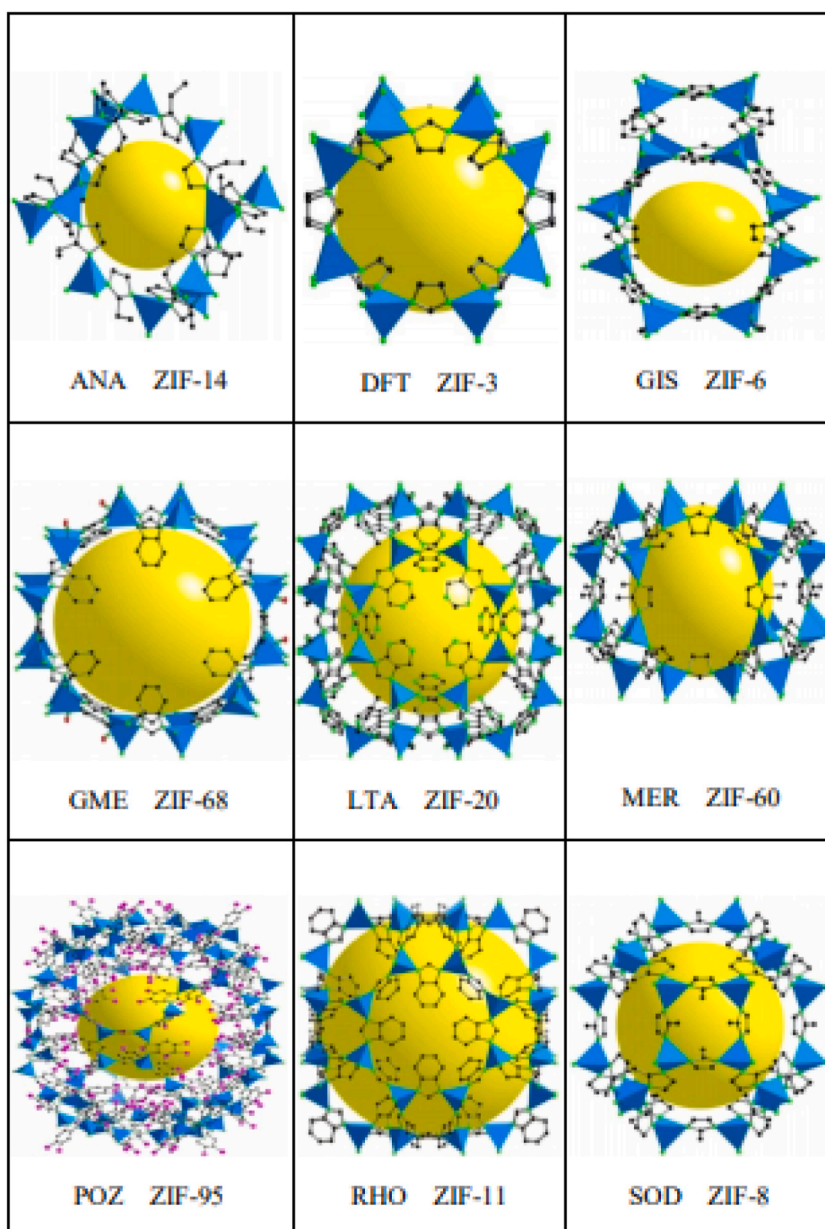 ANA ZIF-14
DFT ZIF-3
GIS ZIF-6
GME ZIF-68
LTA ZIF-20
MER ZIF-60
POZ ZIF-95
RHO ZIF-11
SOD ZIF-8